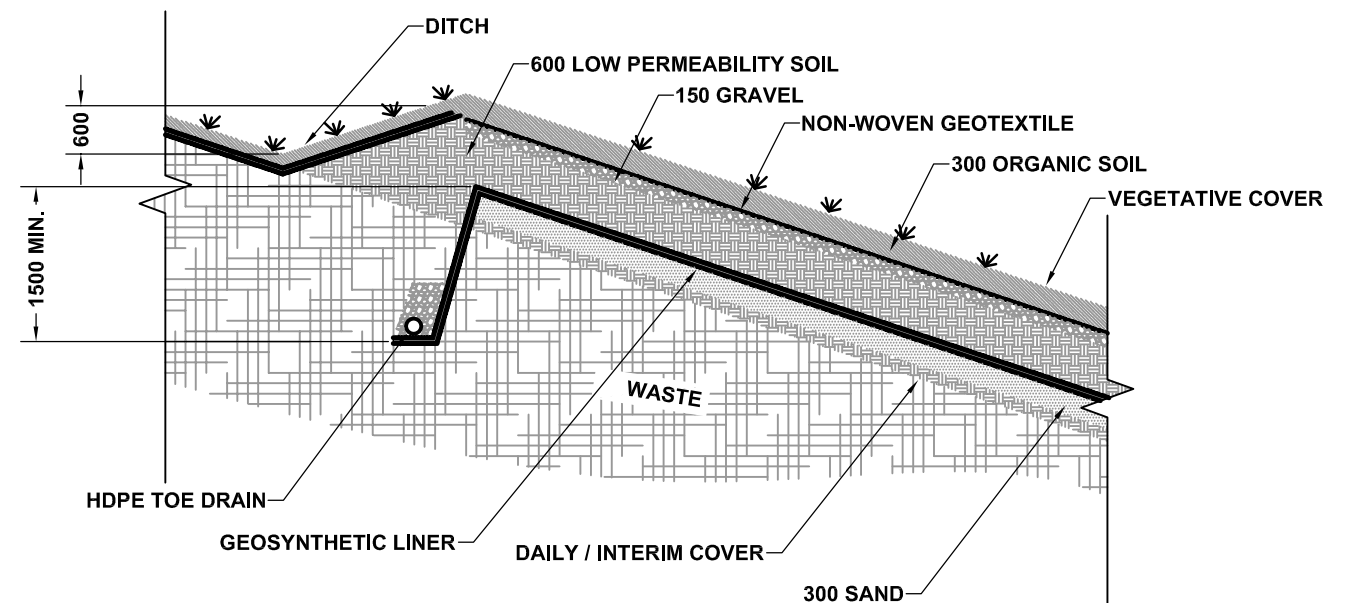 DITCH
600 LOW PERMEABILITY SOIL
150 GRAVEL
NON-WOVEN GEOTEXTILE
300 ORGANIC SOIL
VEGETATIVE COVER
600
1500 MIN.
WASTE
HDPE TOE DRAIN
GEOSYNTHETIC LINER
DAILY / INTERIM COVER
300 SAND